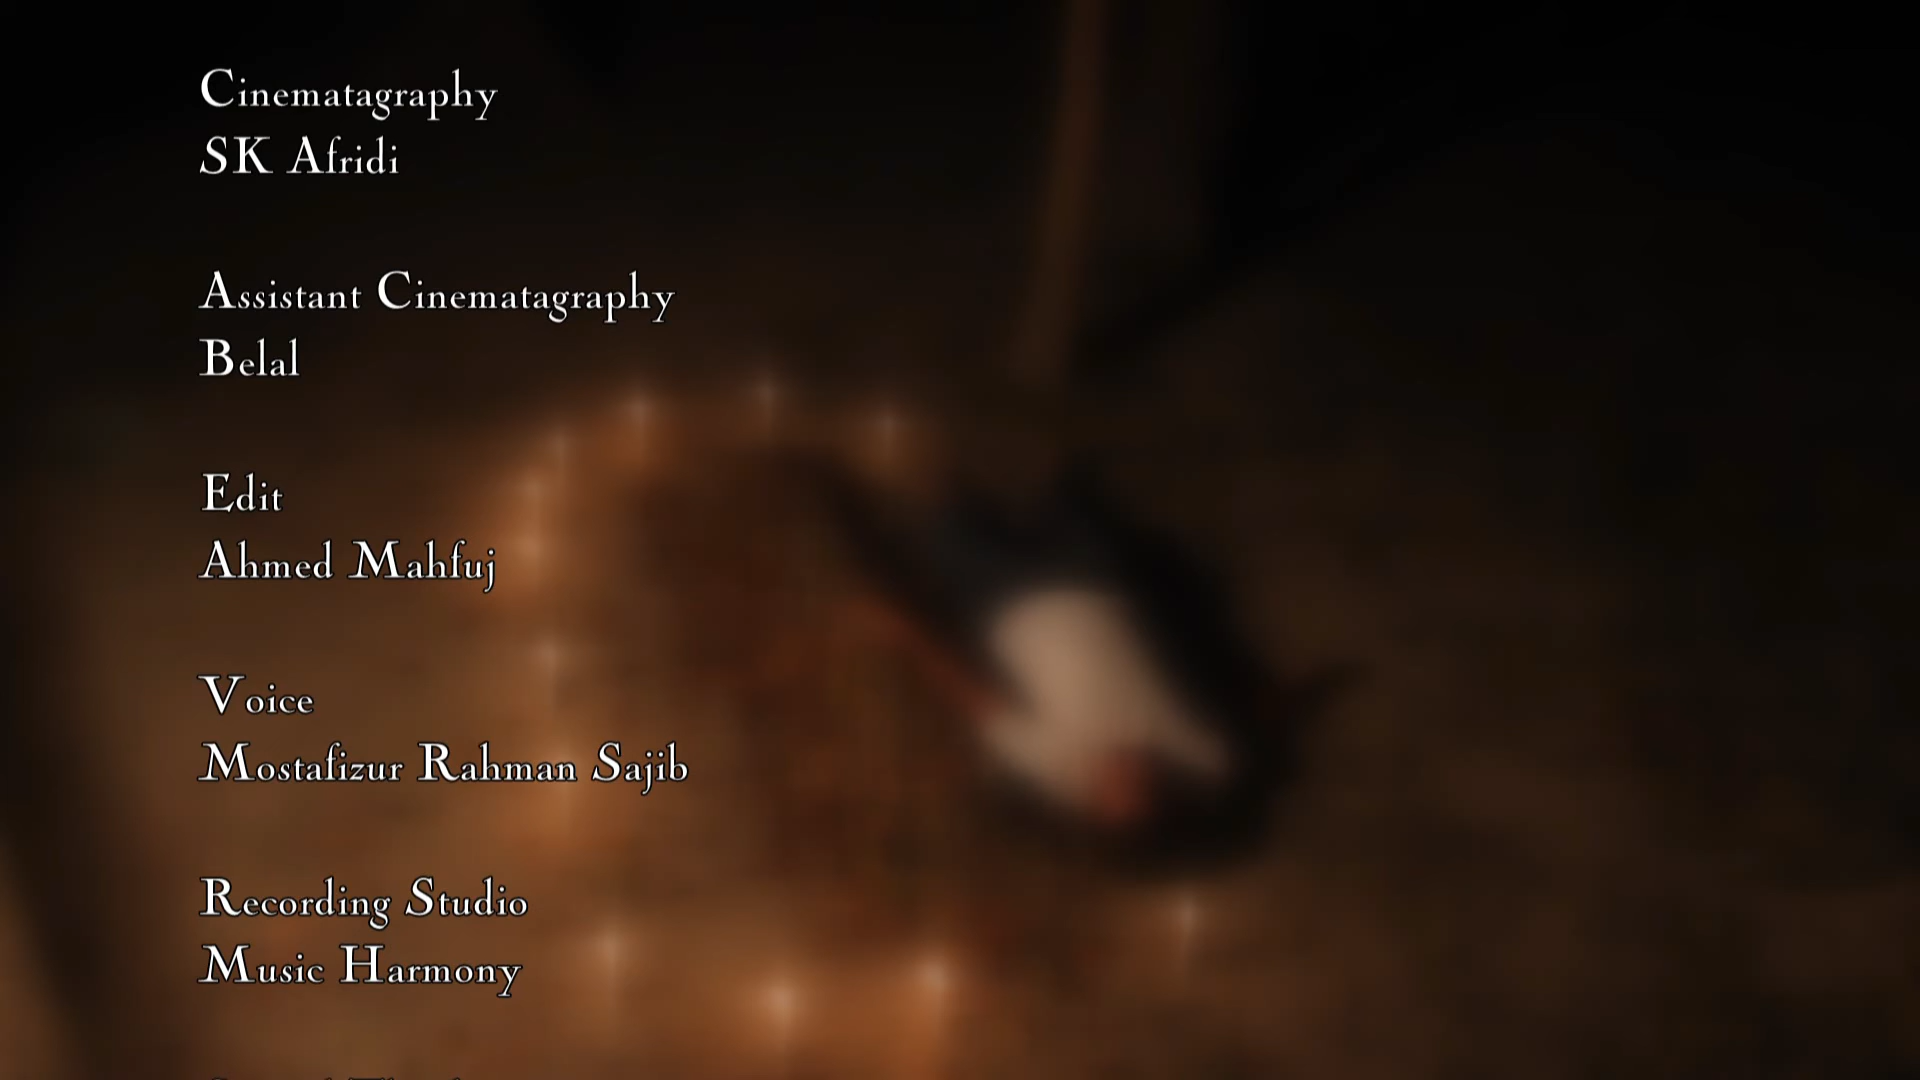 Cinematagraphy
SK Afridi
Assistant Cinematagraphy
Belal
Edit
Ahmed Mahfuj
Voice
Mostafizur Rahman Sajib
Recording Studio
Music Harmony